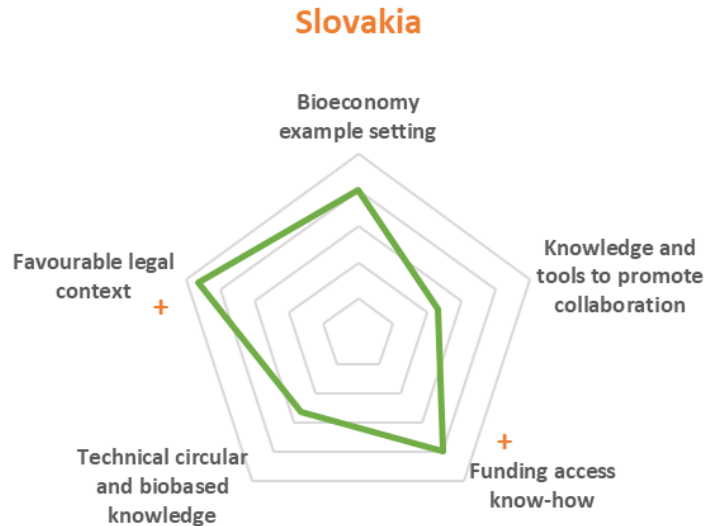 Slovakia
Bioeconomy
example setting
Knowledge and
tools to promote
collaboration
+
Funding access
know-how
Technical circular
and biobased
knowledge
Favourable legal
context
+